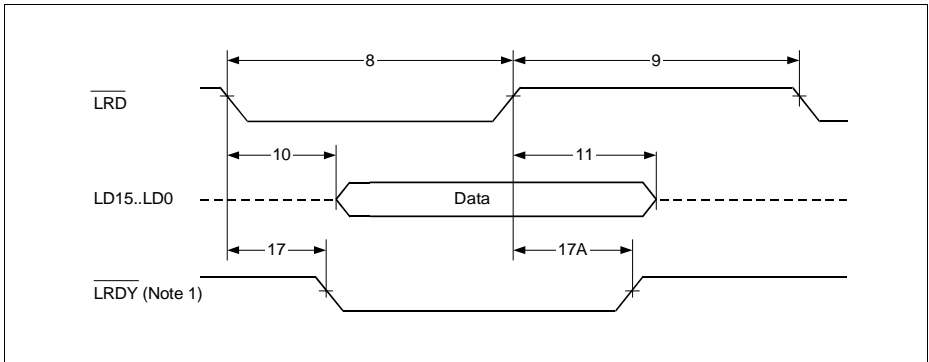 8
9
LRD
10
11
LD15..LD0
Data
17
17A
LRDY (Note 1)